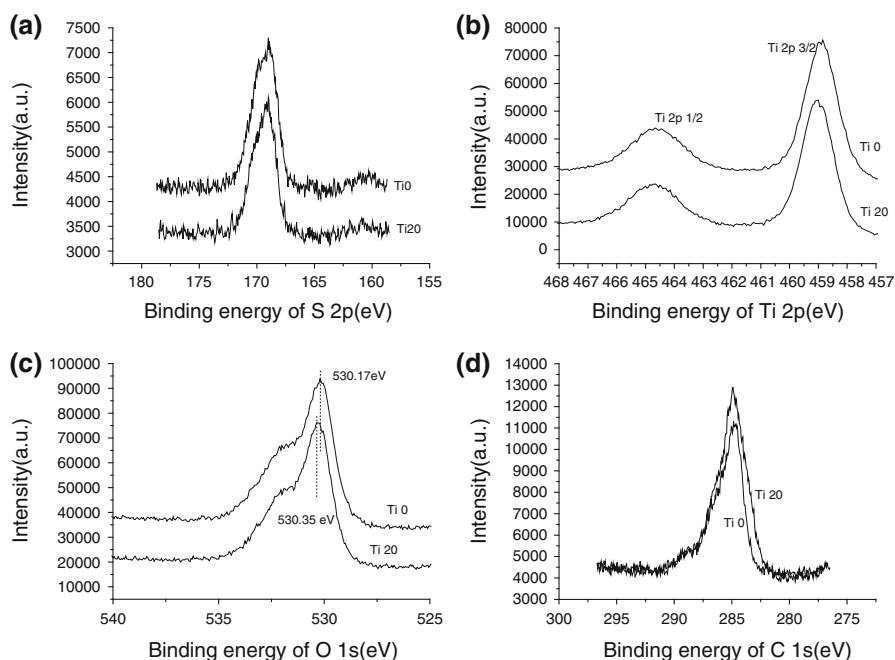 (a)
7500
7000
6500
6000
5500
5000
4500
4000
3500
3000
Intensity(a.u.)
Ti0
Ti20
180 175 170 165 160 155
Binding energy of S 2p(eV)
(b)
80000
70000
60000
50000
40000
30000
20000
10000
0
Intensity(a.u.)
Ti 2p 3/2
Ti 2p 1/2
Ti 0
Ti 20
468 467 466 465 464 463 462 461 460 459 458 457
Binding energy of Ti 2p(eV)
(c)
100000
90000
80000
70000
60000
50000
40000
30000
20000
10000
Intensity(a.u.)
530.17eV
530.35 eV
Ti 0
Ti 20
540 535 530 525
Binding energy of O 1s(eV)
(d)
14000
13000
12000
11000
10000
9000
8000
7000
6000
5000
4000
3000
Intensity(a.u.)
Ti 20
Ti 0
300 295 290 285 280 275
Binding energy of C 1s(eV)